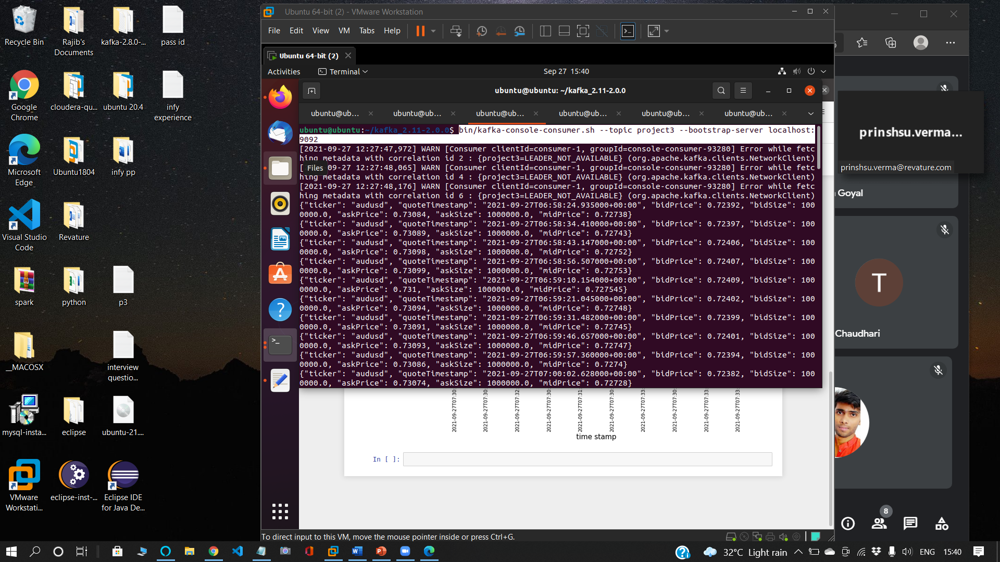 Recycle Bin
Rajib's
Documents
kafka-2.8.0-...
pass id
Google
Chrome
cloudera-qu...
ubuntu 20.4
infy
experience
Microsoft
Edge
Ubuntu1804
infy pp
Visual Studio
Code
Revature
spark
python
p3
__MACOSX
interview
questio...
mysql-insta...
eclipse
ubuntu-21....
VMware
Workstati...
eclipse-inst-...
Eclipse IDE
for Java De...
Ubuntu 64-bit (2) - VMware Workstation
File Edit View VM Tabs Help
Ubuntu 64-bit (2)
Activities Terminal Sep 27 15:40
ubuntu@ubuntu: ~/kafka_2.11-2.0.0
ubuntu@ub... ubuntu@ub... ubuntu@ub... ubuntu@ub... ubuntu@ub... ubuntu@ub...
ubuntu@ubuntu:~/kafka_2.11-2.0.0$ bin/kafka-console-consumer.sh --topic project3 --bootstrap-server localhost:
9092
[2021-09-27 12:27:47,972] WARN [Consumer clientId=consumer-1, groupId=console-consumer-93280] Error while fetc
hing metadata with correlation id 2 : {project3=LEADER_NOT_AVAILABLE} (org.apache.kafka.clients.NetworkClient)
[ Files 09-27 12:27:48,065] WARN [Consumer clientId=consumer-1, groupId=console-consumer-93280] Error while fetc
hing metadata with correlation id 4 : {project3=LEADER_NOT_AVAILABLE} (org.apache.kafka.clients.NetworkClient)
[2021-09-27 12:27:48,176] WARN [Consumer clientId=consumer-1, groupId=console-consumer-93280] Error while fetc
hing metadata with correlation id 6 : {project3=LEADER_NOT_AVAILABLE} (org.apache.kafka.clients.NetworkClient)
{"ticker": "audusd", "quoteTimestamp": "2021-09-27T06:58:24.935000+00:00", "bidPrice": 0.72392, "bidSize": 100
0000.0, "askPrice": 0.73084, "askSize": 1000000.0, "midPrice": 0.72738}
{"ticker": "audusd", "quoteTimestamp": "2021-09-27T06:58:34.410000+00:00", "bidPrice": 0.72397, "bidSize": 100
0000.0, "askPrice": 0.73089, "askSize": 1000000.0, "midPrice": 0.72743}
{"ticker": "audusd", "quoteTimestamp": "2021-09-27T06:58:43.147000+00:00", "bidPrice": 0.72406, "bidSize": 100
0000.0, "askPrice": 0.73098, "askSize": 1000000.0, "midPrice": 0.72752}
{"ticker": "audusd", "quoteTimestamp": "2021-09-27T06:58:56.507000+00:00", "bidPrice": 0.72407, "bidSize": 100
0000.0, "askPrice": 0.73099, "askSize": 1000000.0, "midPrice": 0.72753}
{"ticker": "audusd", "quoteTimestamp": "2021-09-27T06:59:10.154000+00:00", "bidPrice": 0.72409, "bidSize": 100
0000.0, "askPrice": 0.731, "askSize": 1000000.0, "midPrice": 0.727545}
{"ticker": "audusd", "quoteTimestamp": "2021-09-27T06:59:21.045000+00:00", "bidPrice": 0.72402, "bidSize": 100
0000.0, "askPrice": 0.73094, "askSize": 1000000.0, "midPrice": 0.72748}
{"ticker": "audusd", "quoteTimestamp": "2021-09-27T06:59:31.482000+00:00", "bidPrice": 0.72399, "bidSize": 100
0000.0, "askPrice": 0.73091, "askSize": 1000000.0, "midPrice": 0.72745}
{"ticker": "audusd", "quoteTimestamp": "2021-09-27T06:59:46.657000+00:00", "bidPrice": 0.72401, "bidSize": 100
0000.0, "askPrice": 0.73093, "askSize": 1000000.0, "midPrice": 0.72747}
{"ticker": "audusd", "quoteTimestamp": "2021-09-27T06:59:57.360000+00:00", "bidPrice": 0.72394, "bidSize": 100
0000.0, "askPrice": 0.73086, "askSize": 1000000.0, "midPrice": 0.7274}
{"ticker": "audusd", "quoteTimestamp": "2021-09-27T07:00:02.628000+00:00", "bidPrice": 0.72382, "bidSize": 100
0000.0, "askPrice": 0.73074, "askSize": 1000000.0, "midPrice": 0.72728}
2021-09-27T07:30:
2021-09-27T07:30:
2021-09-27T07:32:
2021-09-27T07:30:
2021-09-27T07:31:
2021-09-27T07:30:
2021-09-27T07:33:
2021-09-27T07:30:
2021-09-27T07:33:
2021-09-27T07:33:
time stamp
In [ ]:
To direct input to this VM, move the mouse pointer inside or press Ctrl+G.
prinshsu.verma...
prinshsu.verma@revature.com
Goyal
T
Chaudhari
8
32°C Light rain
ENG
15:40